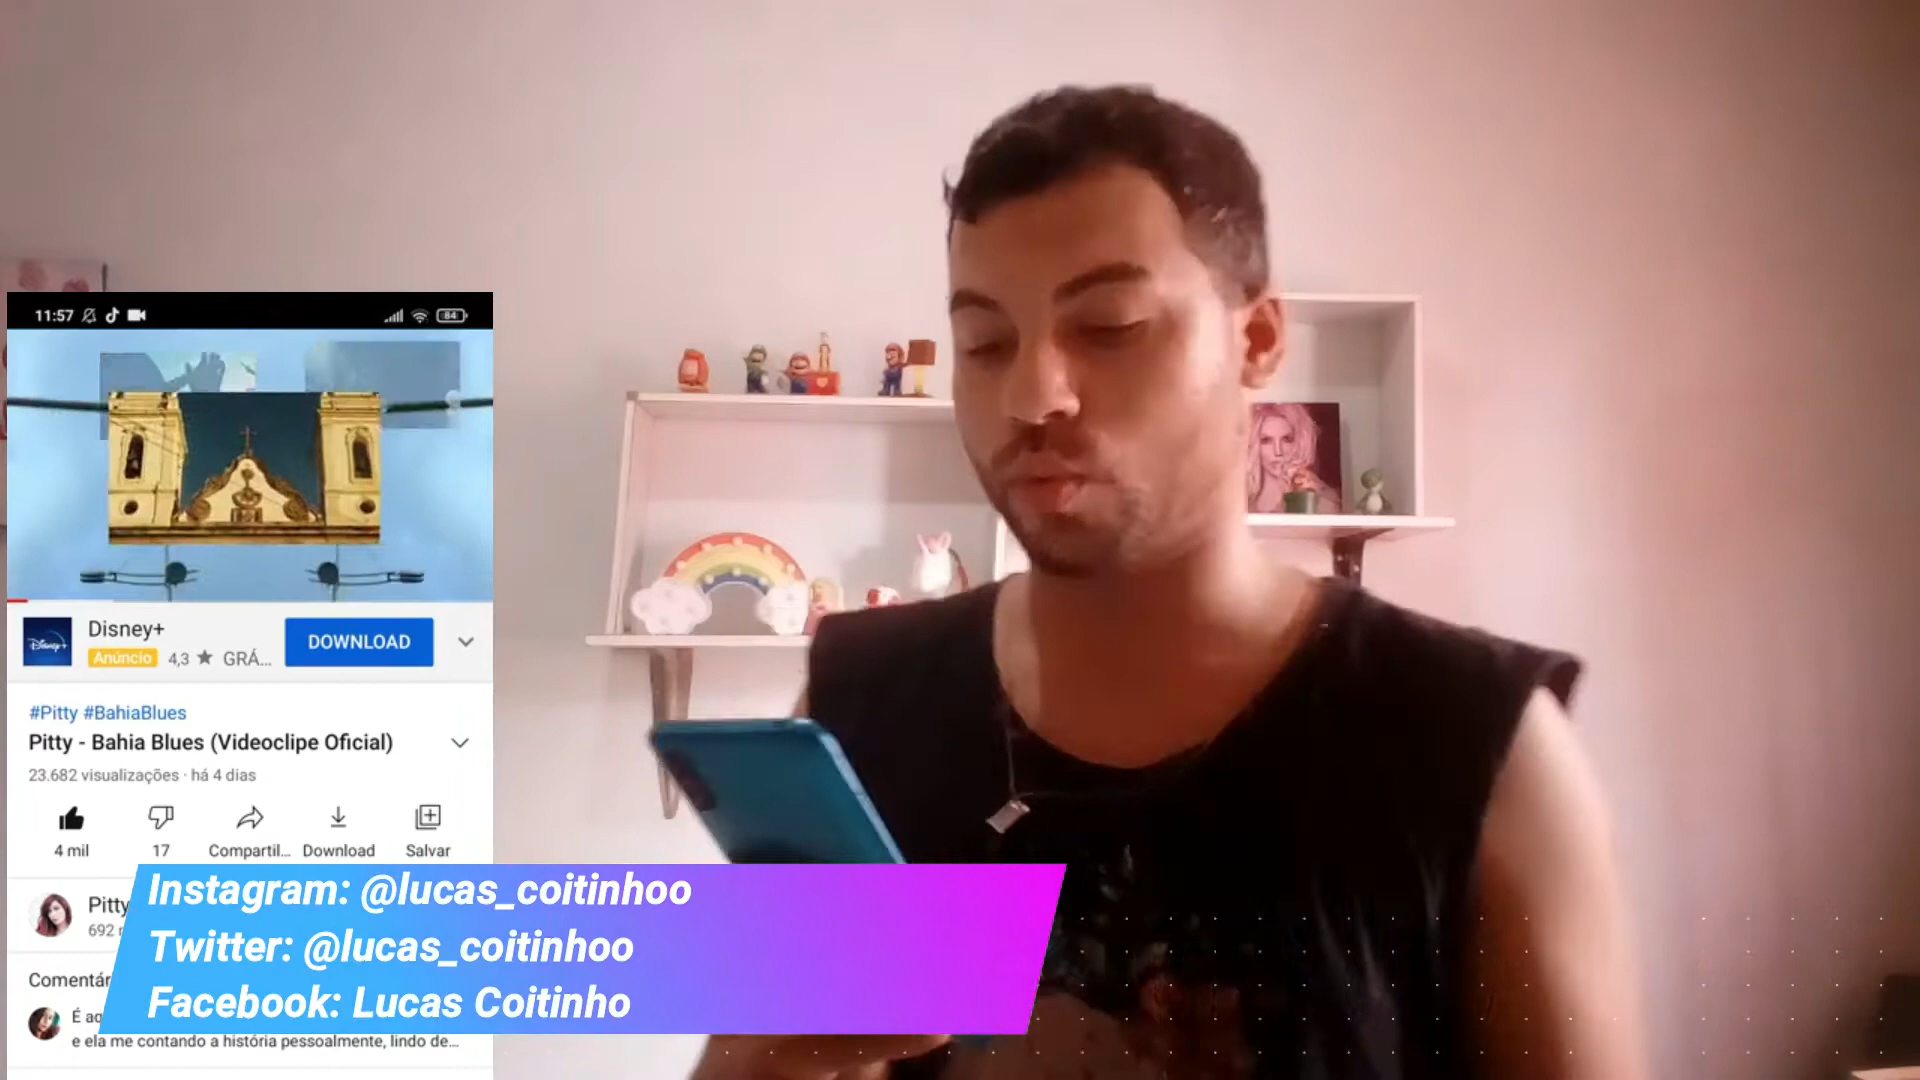 11:57
84
Disney+
Disney+
Anúncio 4,3 ★ GRÁ...
DOWNLOAD
#Pitty #BahiaBlues
Pitty - Bahia Blues (Videoclipe Oficial)
23.682 visualizações · há 4 dias
4 mil
17
Compartil...
Download
Salvar
Pitty
692
Comentár
É
e ela me contando a história pessoalmente, lindo de...
Instagram: @lucas_coitinhoo
Twitter: @lucas_coitinhoo
Facebook: Lucas Coitinho